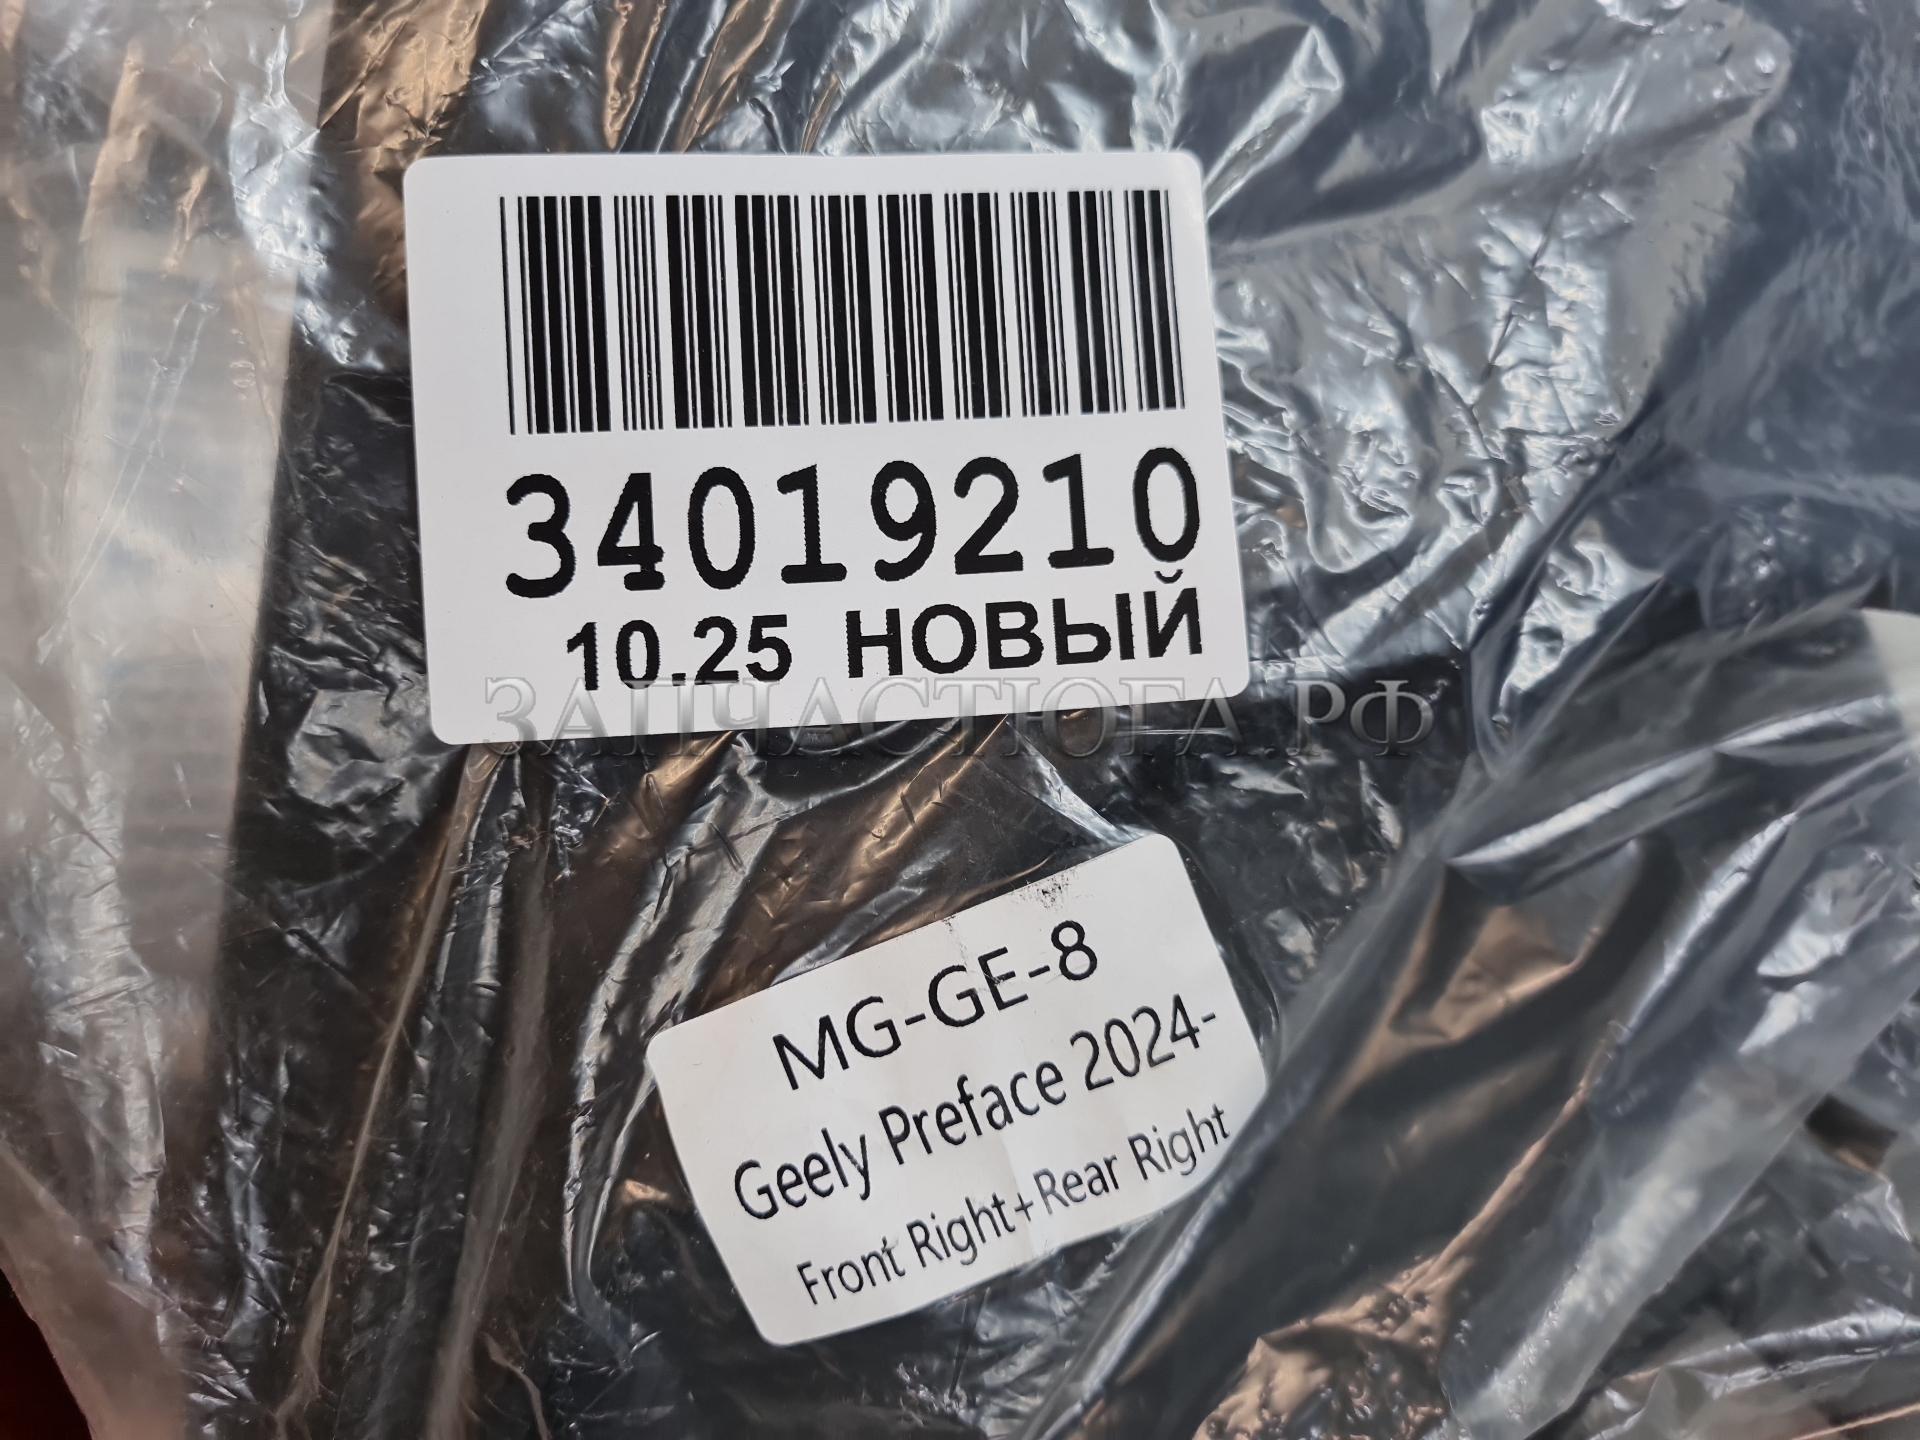 34019210
10.25 НОВЫЙ
ЗАПЧАСТЮГА.РФ
MG-GE-8
Geely Preface 2024-
Front Right+Rear Right